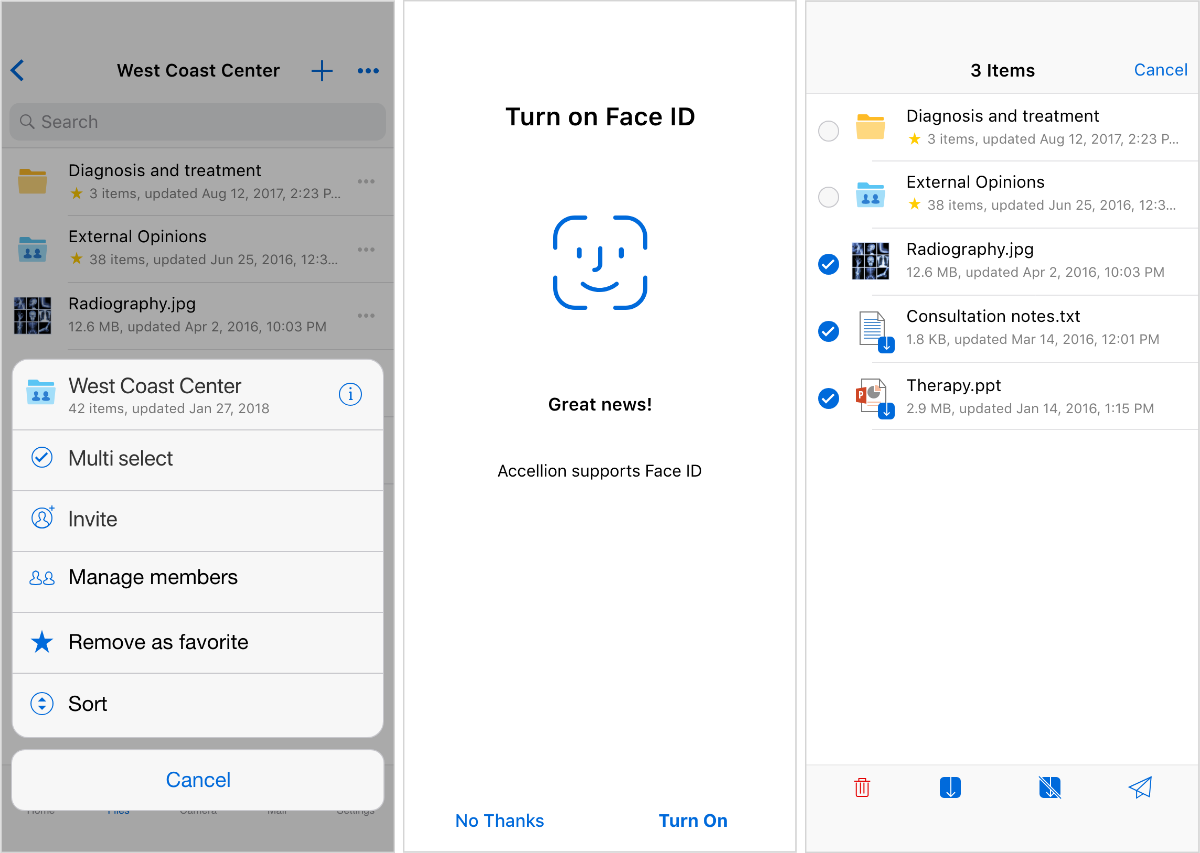 West Coast Center
Search
Diagnosis and treatment
3 items, updated Aug 12, 2017, 2:23 P...
External Opinions
38 items, updated Jun 25, 2016, 12:3...
Radiography.jpg
12.6 MB, updated Apr 2, 2016, 10:03 PM
West Coast Center
42 items, updated Jan 27, 2018
Multi select
Invite
Manage members
Remove as favorite
Sort
Cancel
Home Files Camera Mail Settings
Turn on Face ID
Great news!
Accellion supports Face ID
No Thanks Turn On
3 Items Cancel
Diagnosis and treatment
3 items, updated Aug 12, 2017, 2:23 P...
External Opinions
38 items, updated Jun 25, 2016, 12:3...
Radiography.jpg
12.6 MB, updated Apr 2, 2016, 10:03 PM
Consultation notes.txt
1.8 KB, updated Mar 14, 2016, 12:01 PM
P
Therapy.ppt
2.9 MB, updated Jan 14, 2016, 1:15 PM